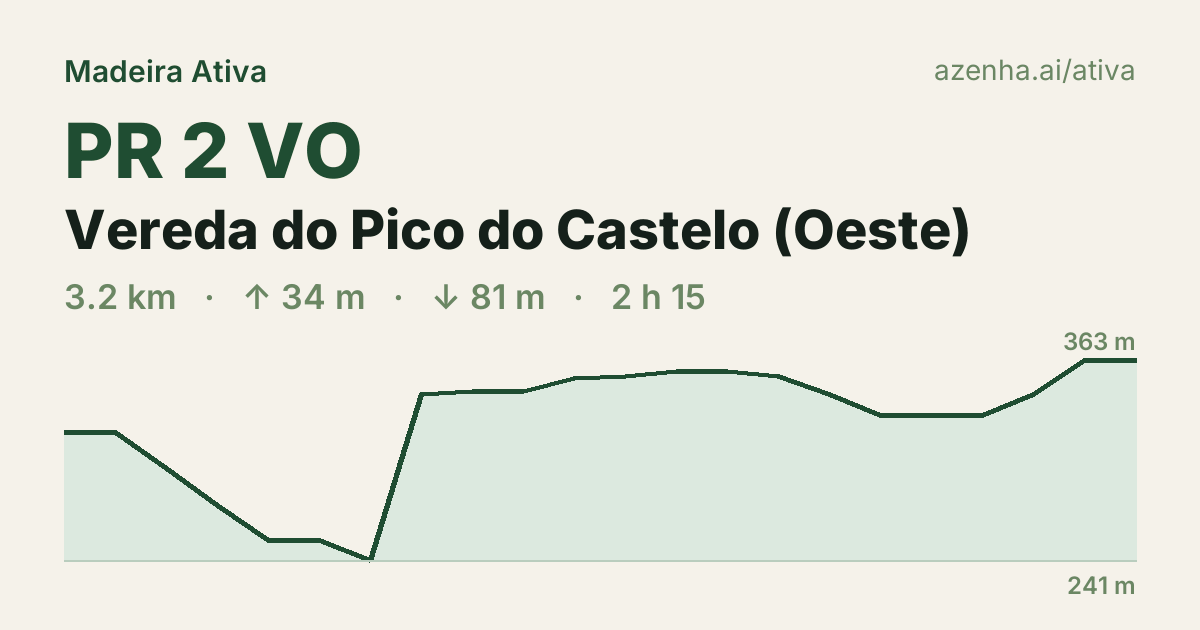 Madeira Ativa
azenha.ai/ativa
PR 2 VO
Vereda do Pico do Castelo (Oeste)
3.2 km · ↑ 34 m · ↓ 81 m · 2 h 15
363 m
241 m